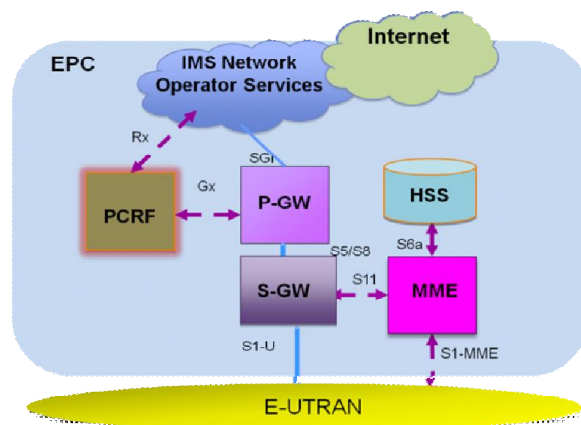 Internet
EPC
IMS Network
Operator Services
Rx
SGi
Gx
HSS
PCRF
P-GW
S5/S8
S6a
S-GW
S11
MME
S1-U
S1-MME
E-UTRAN